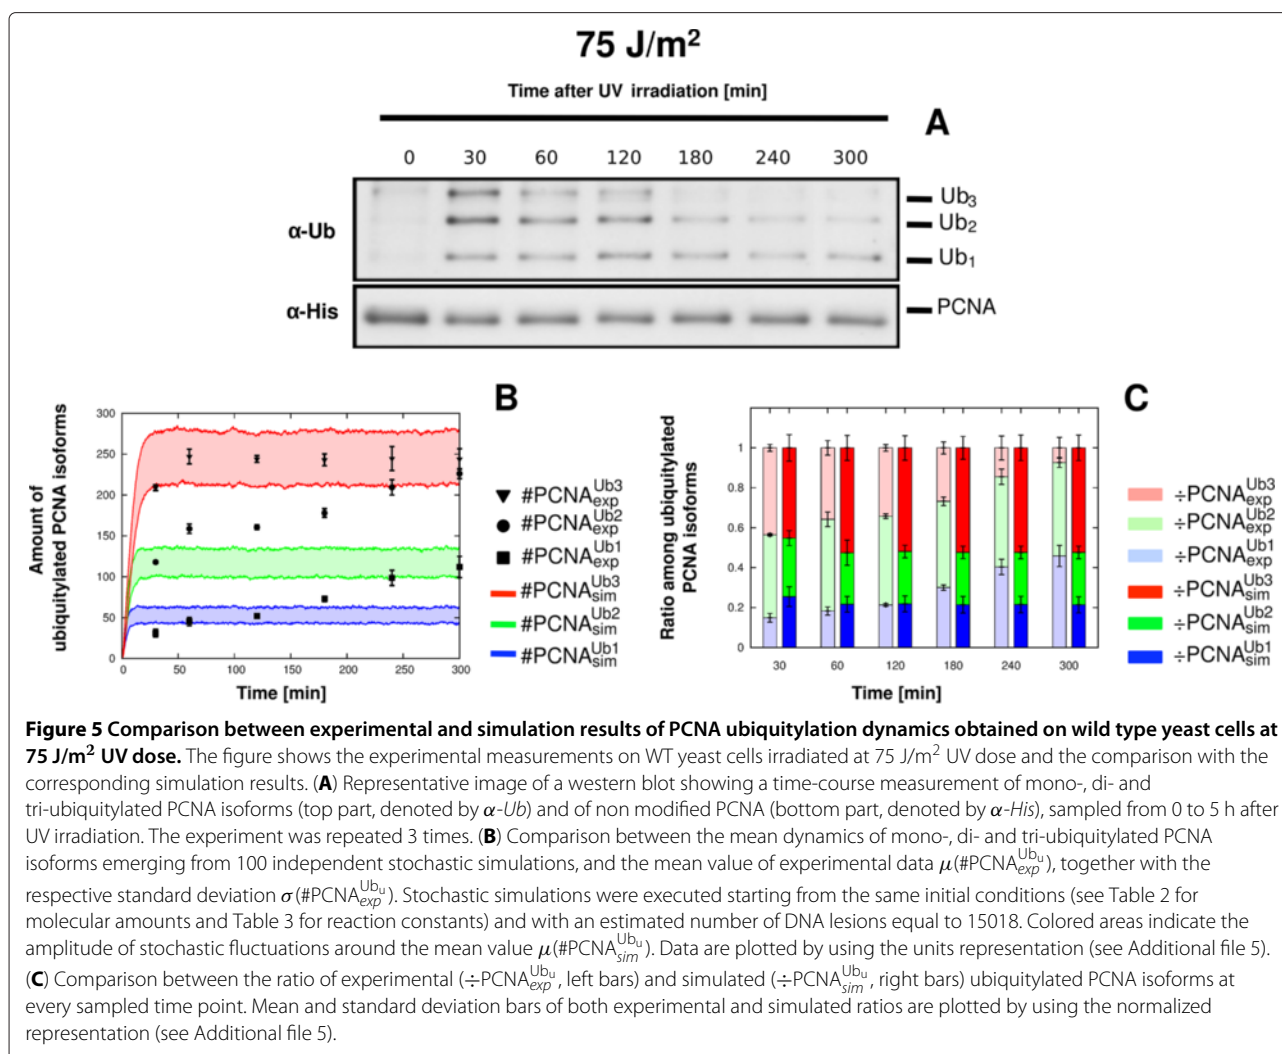 75 J/m²
Time after UV irradiation [min]
A
0 30 60 120 180 240 300
α-Ub
Ub₃
Ub₂
Ub₁
α-His
PCNA
B
Amount of
ubiquitylated PCNA isoforms
300
250
200
150
100
50
0
0 50 100 150 200 250 300
Time [min]
#PCNA^Ub3_exp
#PCNA^Ub2_exp
#PCNA^Ub1_exp
#PCNA^Ub3_sim
#PCNA^Ub2_sim
#PCNA^Ub1_sim
C
Ratio among ubiquitylated
PCNA isoforms
1
0.8
0.6
0.4
0.2
0
30 60 120 180 240 300
Time [min]
÷PCNA^Ub3_exp
÷PCNA^Ub2_exp
÷PCNA^Ub1_exp
÷PCNA^Ub3_sim
÷PCNA^Ub2_sim
÷PCNA^Ub1_sim
Figure 5 Comparison between experimental and simulation results of PCNA ubiquitylation dynamics obtained on wild type yeast cells at
75 J/m² UV dose. The figure shows the experimental measurements on WT yeast cells irradiated at 75 J/m² UV dose and the comparison with the
corresponding simulation results. (A) Representative image of a western blot showing a time-course measurement of mono-, di- and
tri-ubiquitylated PCNA isoforms (top part, denoted by α-Ub) and of non modified PCNA (bottom part, denoted by α-His), sampled from 0 to 5 h after
UV irradiation. The experiment was repeated 3 times. (B) Comparison between the mean dynamics of mono-, di- and tri-ubiquitylated PCNA
isoforms emerging from 100 independent stochastic simulations, and the mean value of experimental data μ(#PCNA^Ubu_exp), together with the
respective standard deviation σ(#PCNA^Ubu_exp). Stochastic simulations were executed starting from the same initial conditions (see Table 2 for
molecular amounts and Table 3 for reaction constants) and with an estimated number of DNA lesions equal to 15018. Colored areas indicate the
amplitude of stochastic fluctuations around the mean value μ(#PCNA^Ubu_sim). Data are plotted by using the units representation (see Additional file 5).
(C) Comparison between the ratio of experimental (÷PCNA^Ubu_exp, left bars) and simulated (÷PCNA^Ubu_sim, right bars) ubiquitylated PCNA isoforms at
every sampled time point. Mean and standard deviation bars of both experimental and simulated ratios are plotted by using the normalized
representation (see Additional file 5).